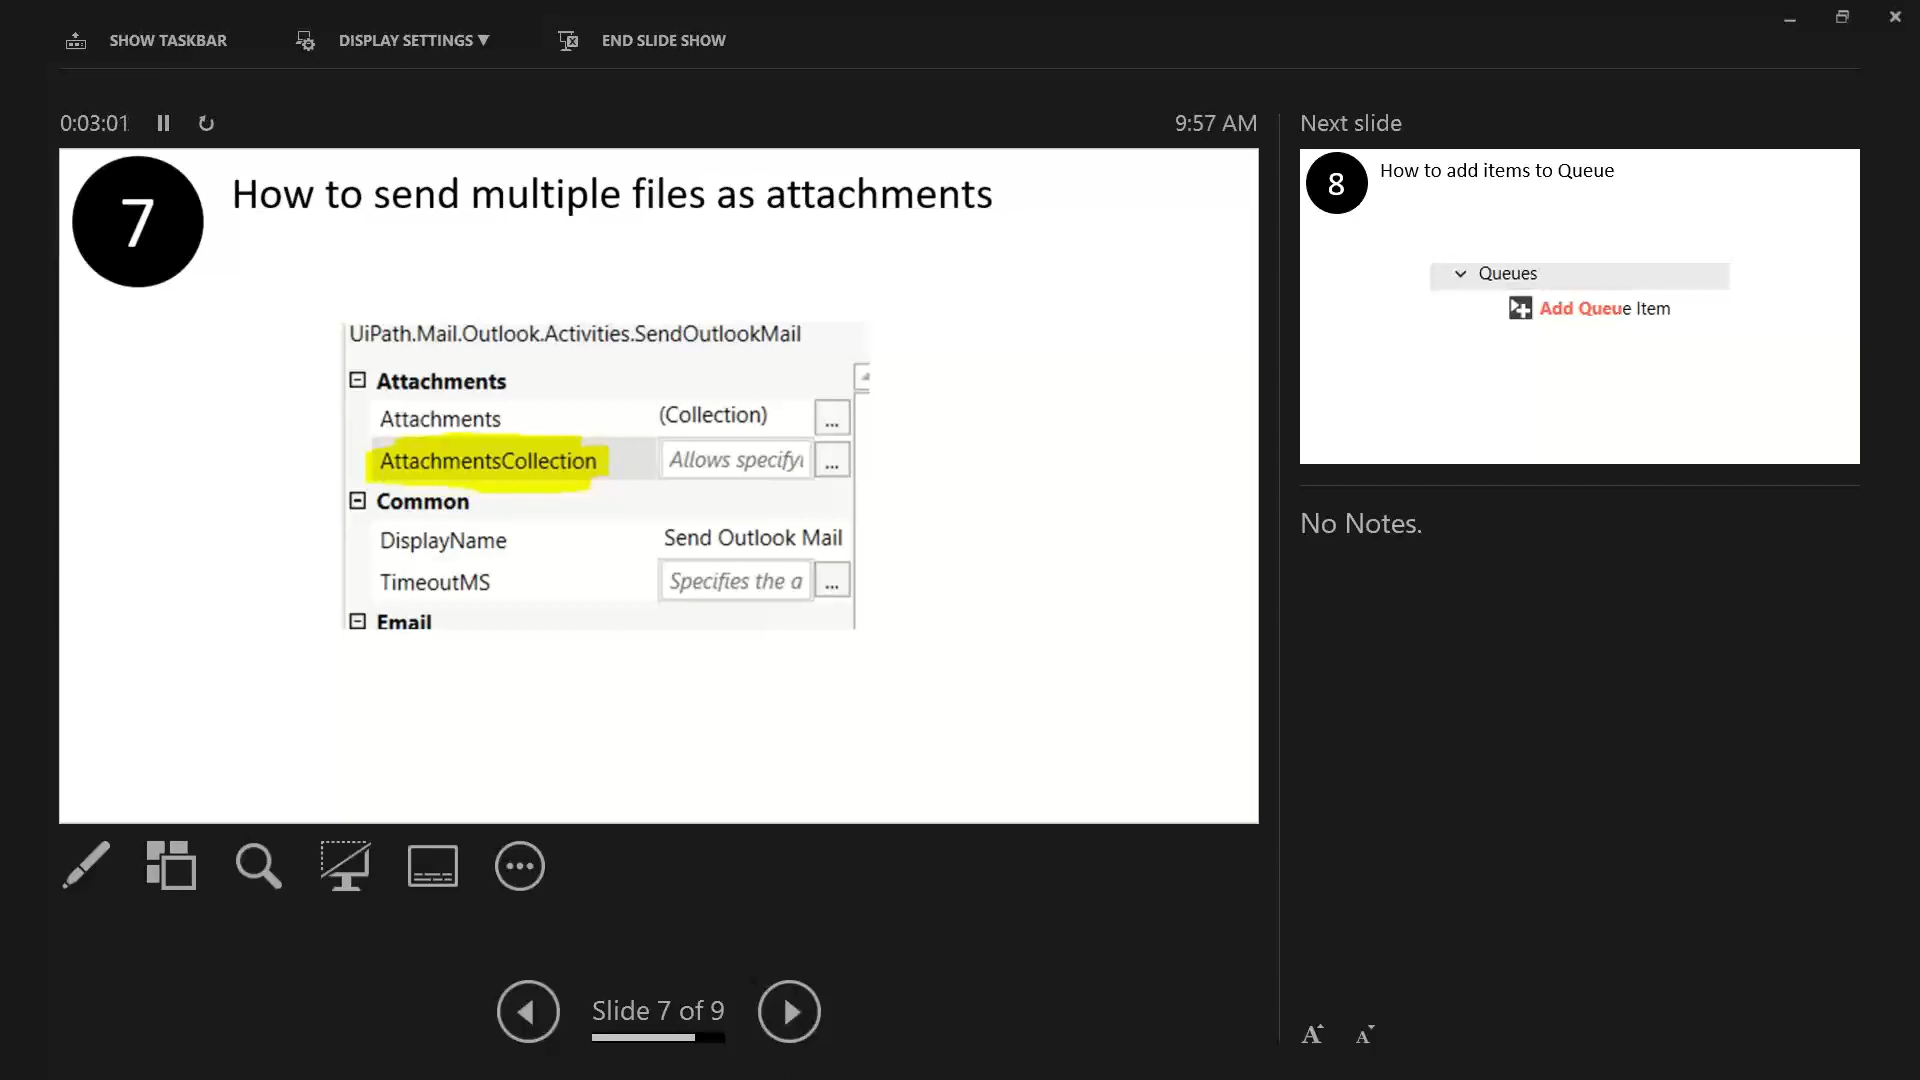 SHOW TASKBAR
DISPLAY SETTINGS ▼
END SLIDE SHOW
0:03:01
9:57 AM
7
How to send multiple files as attachments
UiPath.Mail.Outlook.Activities.SendOutlookMail
Attachments
Attachments (Collection) ...
AttachmentsCollection Allows specifyi ...
Common
DisplayName Send Outlook Mail
TimeoutMS Specifies the a ...
Email
Slide 7 of 9
Next slide
8
How to add items to Queue
Queues
Add Queue Item
No Notes.
A A